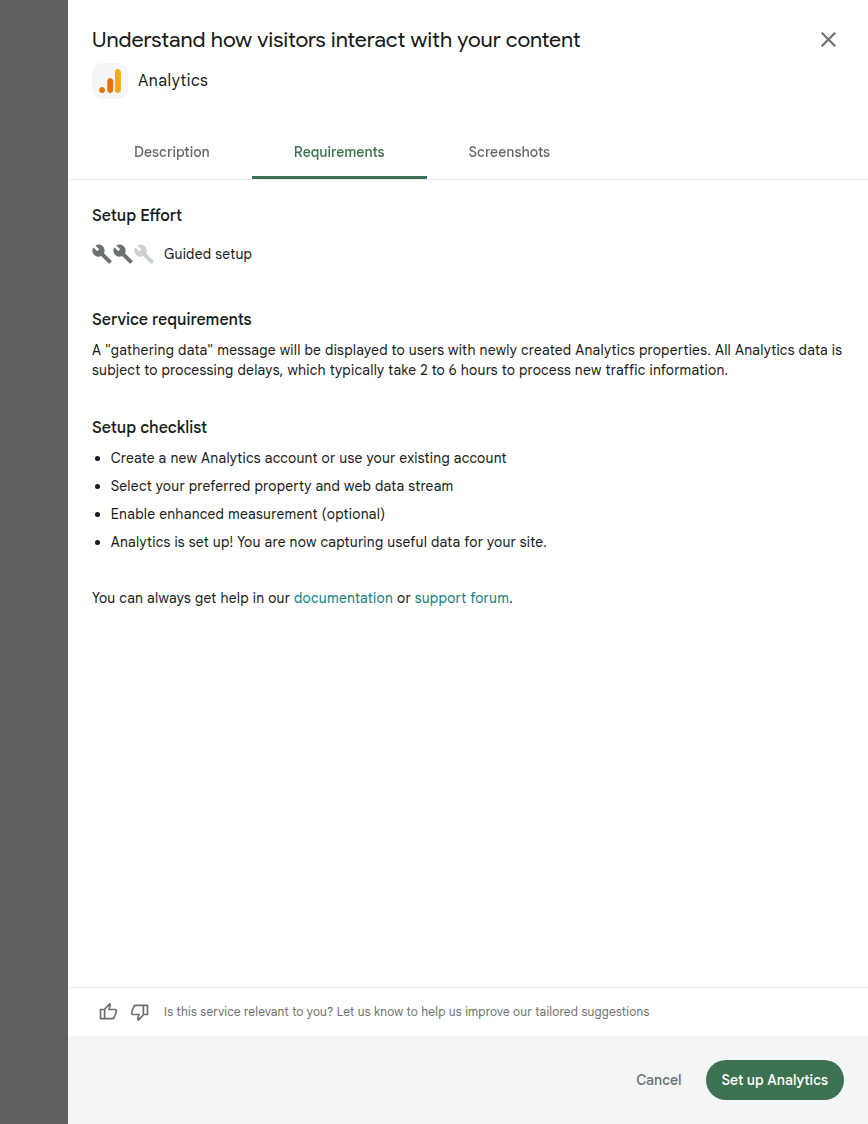 Understand how visitors interact with your content
Analytics
Description
Requirements
Screenshots
Setup Effort
Guided setup
Service requirements
A "gathering data" message will be displayed to users with newly created Analytics properties. All Analytics data is
subject to processing delays, which typically take 2 to 6 hours to process new traffic information.
Setup checklist
Create a new Analytics account or use your existing account
Select your preferred property and web data stream
Enable enhanced measurement (optional)
Analytics is set up! You are now capturing useful data for your site.
You can always get help in our documentation or support forum.
Is this service relevant to you? Let us know to help us improve our tailored suggestions
Cancel
Set up Analytics